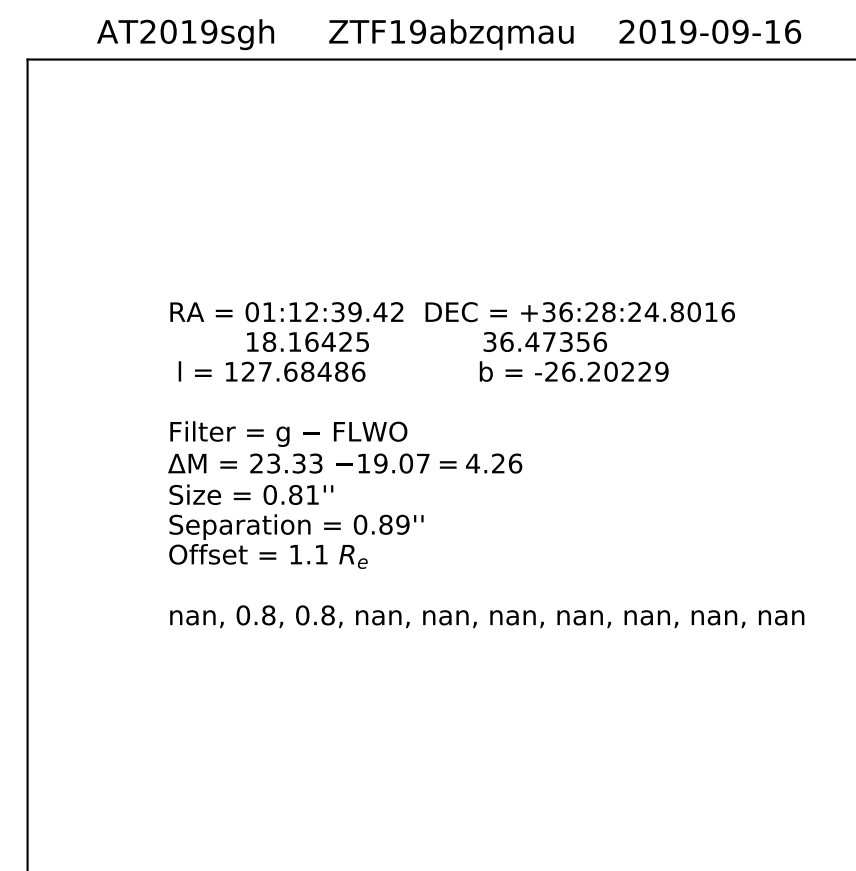 AT2019sgh ZTF19abzqmau 2019-09-16
RA = 01:12:39.42 DEC = +36:28:24.8016
18.16425 36.47356
l = 127.68486 b = -26.20229
Filter = g − FLWO
ΔM = 23.33 −19.07 = 4.26
Size = 0.81''
Separation = 0.89''
Offset = 1.1 Rₑ
nan, 0.8, 0.8, nan, nan, nan, nan, nan, nan, nan